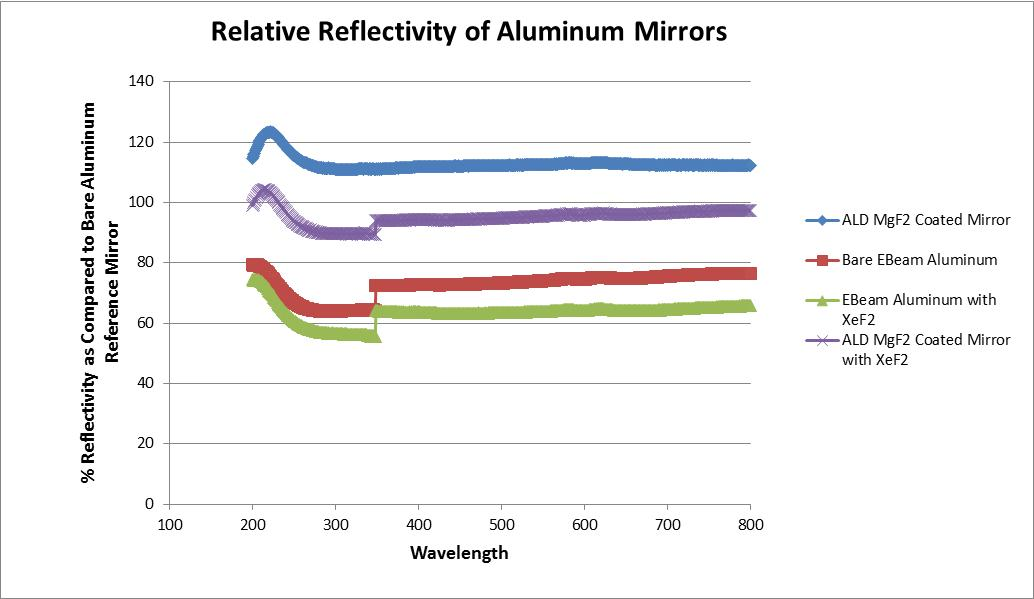 Relative Reflectivity of Aluminum Mirrors
% Reflectivity as Compared to Bare Aluminum
Reference Mirror
140
120
100
80
60
40
20
0
100 200 300 400 500 600 700 800
Wavelength
ALD MgF2 Coated Mirror
Bare EBeam Aluminum
EBeam Aluminum with
XeF2
ALD MgF2 Coated Mirror
with XeF2